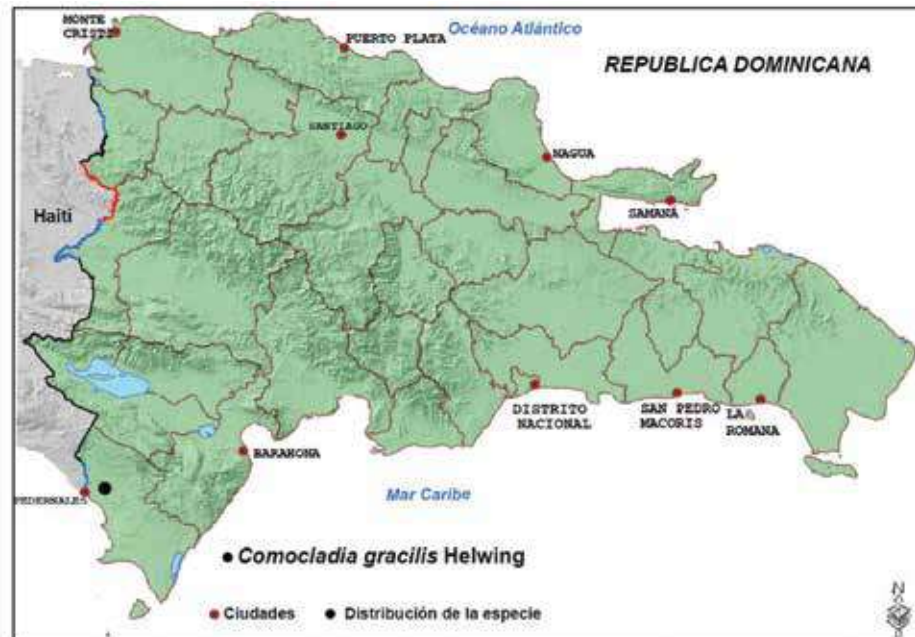 MONTE
CRISTI
PUERTO PLATA
Océano Atlántico
REPUBLICA DOMINICANA
SANTIAGO
NAGUA
SAMANA
Haití
DISTRITO
NACIONAL
SAN PEDRO
MACORIS
LA
ROMANA
BARAHONA
PEDERNALES
Mar Caribe
Comocladia gracilis Helwing
Ciudades
Distribución de la especie
N